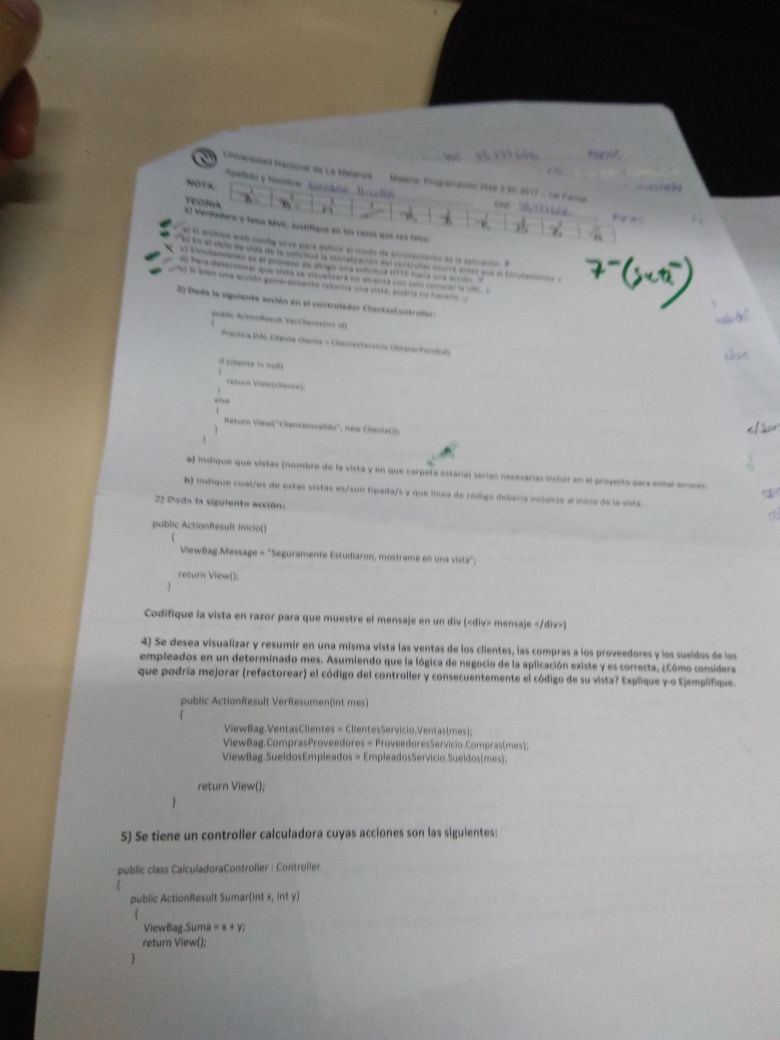 Universidad Nacional de La Matanza Materia: Programación Web 1er Parcial
Apellido y Nombre:
NOTA:
TEORIA
1) Verdadero o falso MVC. Justifique en los casos que sea falso:
a) El archivo web.config sirve para definir el modo de enrutamiento de la aplicación. F
b) En el ciclo de vida de la solicitud la inicialización del controller ocurre antes que el Enrutamiento
c) Enrutamiento es el proceso de dirigir una solicitud HTTP hacia una acción. V
d) Para determinar qué vista se visualizará no alcanza con solo conocer la URL.
e) Si bien una acción generalmente retorna una vista, podría no hacerlo. V
7-(siete-)
2) Dada la siguiente acción en el controlador ClientesController:
public ActionResult VerCliente(int id)
{
Practica.DAL.Cliente cliente = ClientesServicio.ObtenerPorId(id);
if (cliente != null)
{
return View(cliente);
}
else
{
Return View("ClienteInvalido", new Cliente());
}
}
a) Indique que vistas (nombre de la vista y en que carpeta estaría) serían necesarias incluir en el proyecto para evitar errores.
b) Indique cual/es de estas vistas es/són tipada/s y que línea de código debería incluirse al inicio de la vista.
2) Dada la siguiente acción:
public ActionResult Inicio()
{
ViewBag.Message = "Seguramente Estudiaron, mostrame en una vista";
return View();
}
Codifique la vista en razor para que muestre el mensaje en un div (<div> mensaje </div>)
4) Se desea visualizar y resumir en una misma vista las ventas de los clientes, las compras a los proveedores y los sueldos de los
empleados en un determinado mes. Asumiendo que la lógica de negocio de la aplicación existe y es correcta, ¿Cómo considera
que podría mejorar (refactorear) el código del controller y consecuentemente el código de su vista? Explique y-o Ejemplifique.
public ActionResult VerResumen(int mes)
{
ViewBag.VentasClientes = ClientesServicio.Ventas(mes);
ViewBag.ComprasProveedores = ProveedoresServicio.Compras(mes);
ViewBag.SueldosEmpleados = EmpleadosServicio.Sueldos(mes);
return View();
}
5) Se tiene un controller calculadora cuyas acciones son las siguientes:
public class CalculadoraController : Controller
{
public ActionResult Sumar(int x, int y)
{
ViewBag.Suma = x + y;
return View();
}